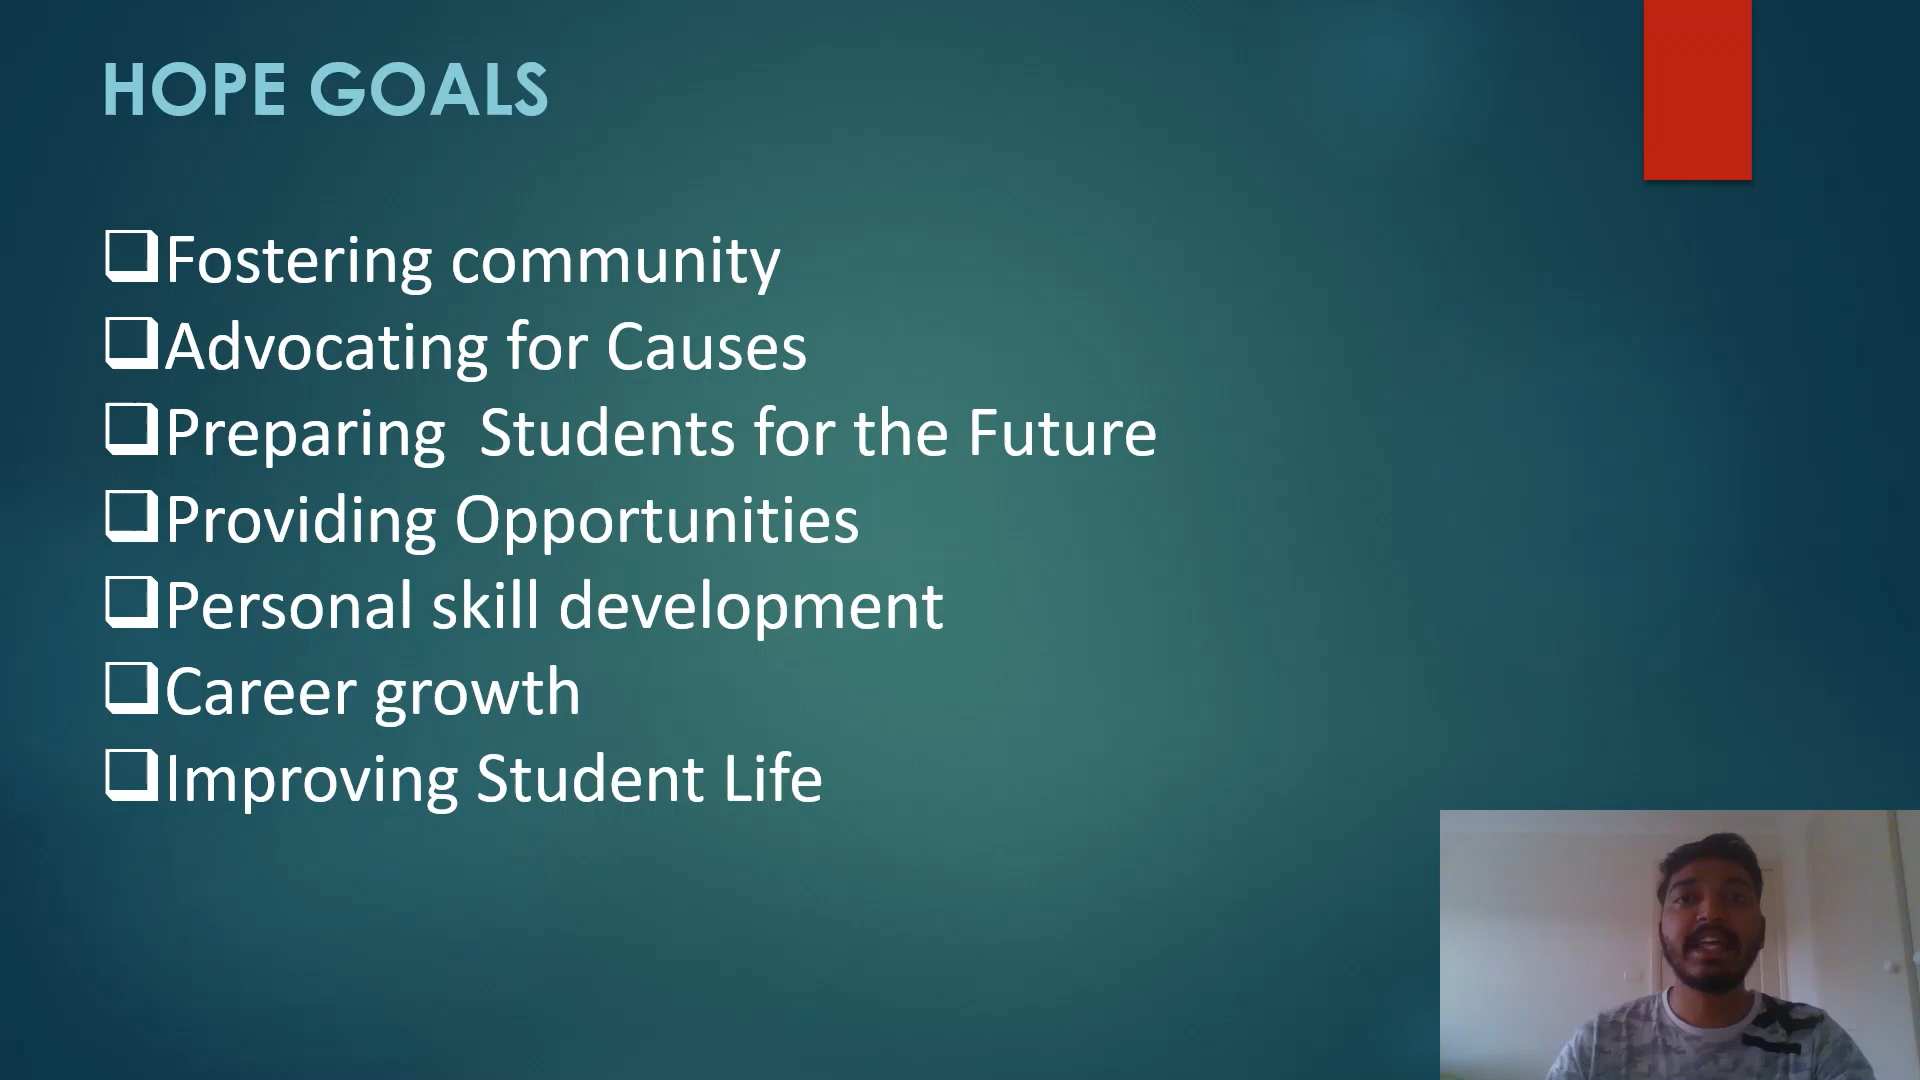 HOPE GOALS
❑Fostering community
❑Advocating for Causes
❑Preparing  Students for the Future
❑Providing Opportunities
❑Personal skill development
❑Career growth
❑Improving Student Life